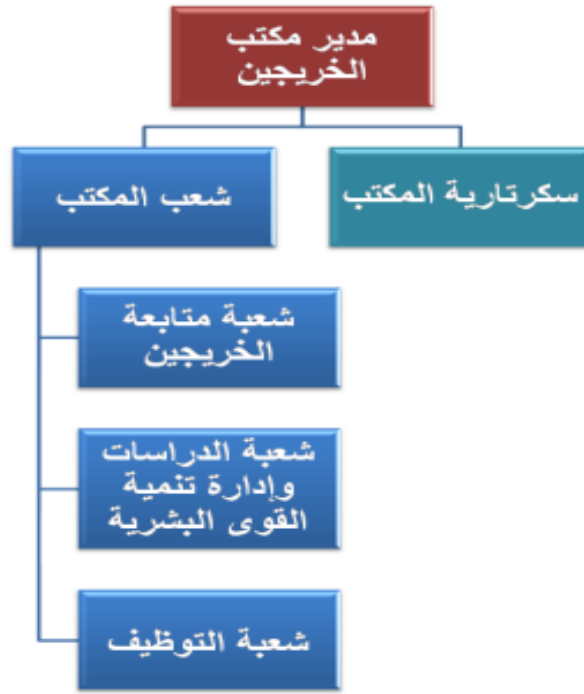 مدير مكتب
الخريجين
سكرتارية المكتب
شعب المكتب
شعبة متابعة
الخريجين
شعبة الدراسات
وإدارة تنمية
القوى البشرية
شعبة التوظيف